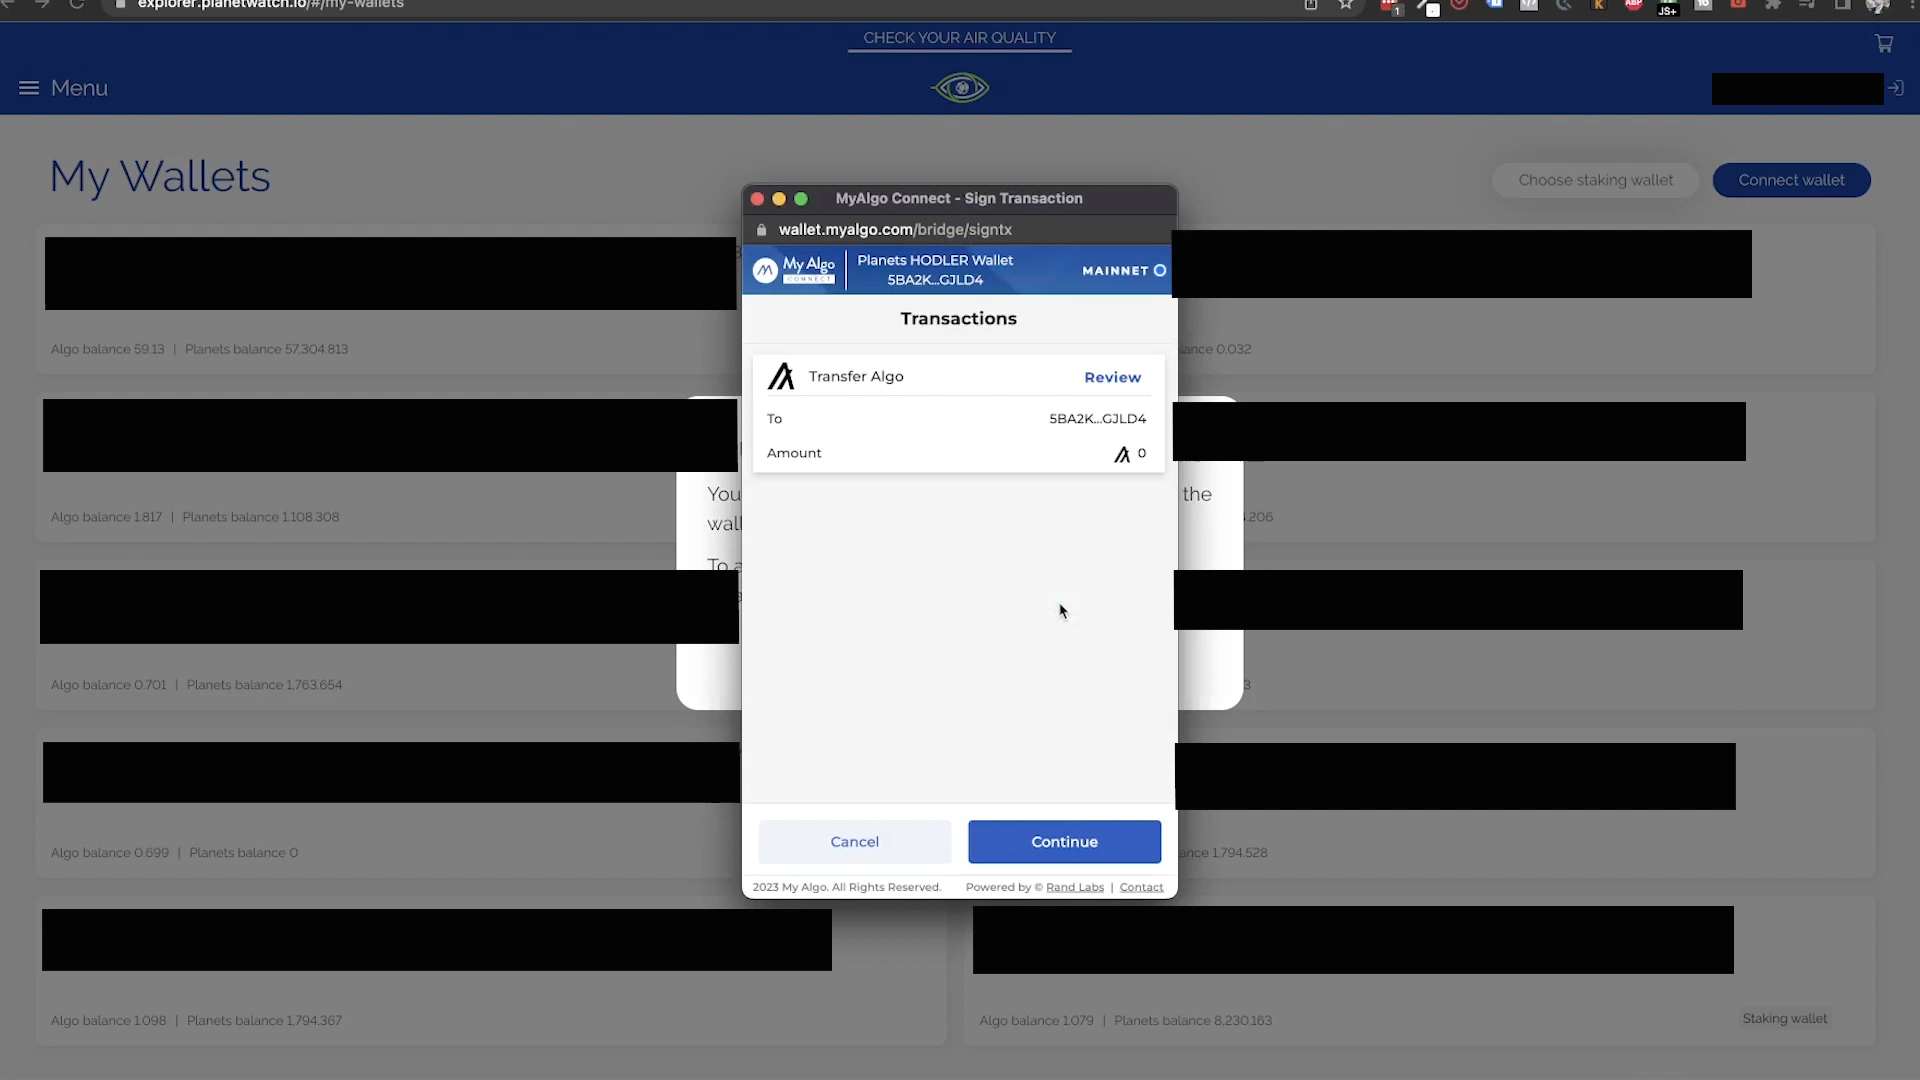 explorer.planetwatch.io/#/my-wallets
CHECK YOUR AIR QUALITY
Menu
My Wallets
Choose staking wallet
Connect wallet
MyAlgo Connect - Sign Transaction
wallet.myalgo.com/bridge/signtx
My Algo
CONNECT
Planets HODLER Wallet
5BA2K...GJLD4
MAINNET
Transactions
Transfer Algo
Review
To
5BA2K...GJLD4
Amount
0
Algo balance 59.13 | Planets balance 57,304.813
0.032
Algo balance 1.817 | Planets balance 1,108.308
You
the
To
Algo balance 0.701 | Planets balance 1,763.654
Algo balance 0.699 | Planets balance 0
1,794.528
Cancel
Continue
2023 My Algo. All Rights Reserved.
Powered by © Rand Labs | Contact
Algo balance 1.098 | Planets balance 1,794.367
Algo balance 1.079 | Planets balance 8,230.163
Staking wallet